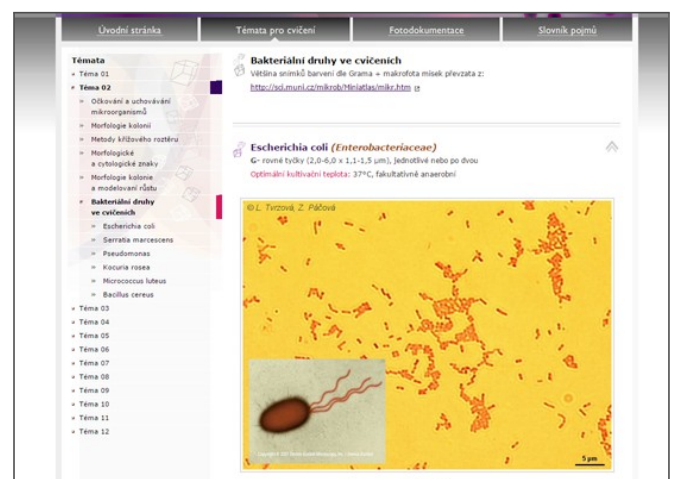 Úvodní stránka
Témata pro cvičení
Fotodokumentace
Slovník pojmů
Témata
Téma 01
Téma 02
Očkování a uchovávání
mikroorganismů
Morfologie kolonií
Metody křížového roztěru
Morfologické
a cytologické znaky
Morfologie kolonie
a modelovaní růstu
Bakteriální druhy
ve cvičeních
Escherichia coli
Serratia marcescens
Pseudomonas
Kocuria rosea
Micrococcus luteus
Bacillus cereus
Téma 03
Téma 04
Téma 05
Téma 06
Téma 07
Téma 08
Téma 09
Téma 10
Téma 11
Téma 12
Bakteriální druhy ve cvičeních
Většina snímků barvení dle Grama + makrofota misek převzata z:
http://sci.muni.cz/mikrob/Miniatlas/mikr.htm
Escherichia coli (Enterobacteriaceae)
G- rovné tyčky (2,0-6,0 x 1,1-1,5 µm), jednotlivé nebo po dvou
Optimální kultivační teplota: 37°C, fakultativně anaerobní
© L. Tvrzová, Z. Páčová
5 µm